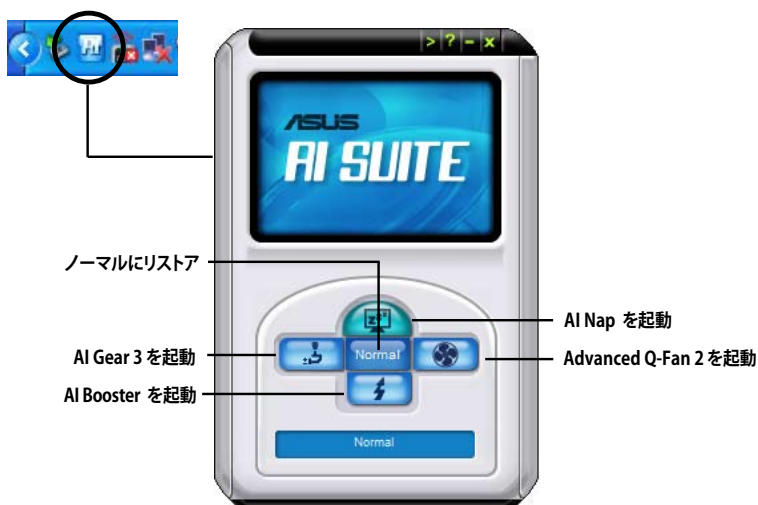 AI
> ? - x
ASUS
AI SUITE
ノーマルにリストア
AI Nap を起動
AI Gear 3 を起動
Normal
Advanced Q-Fan 2 を起動
AI Booster を起動
Normal